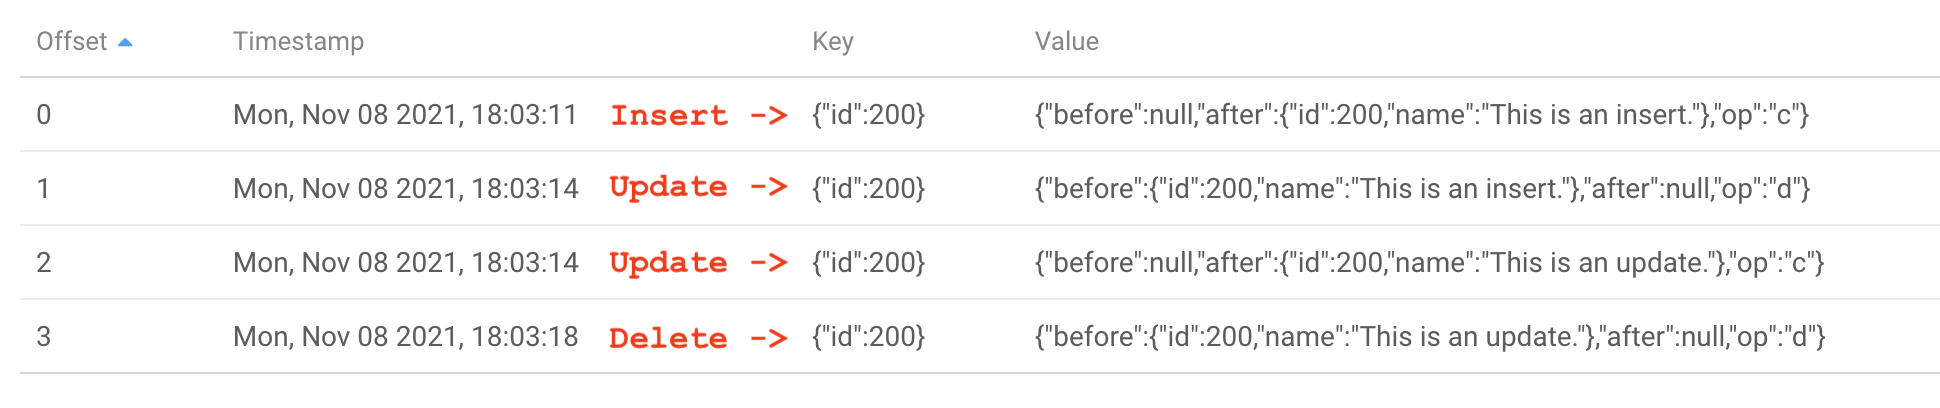 Offset Timestamp Key Value
0 Mon, Nov 08 2021, 18:03:11 Insert -> {"id":200} {"before":null,"after":{"id":200,"name":"This is an insert."},"op":"c"}
1 Mon, Nov 08 2021, 18:03:14 Update -> {"id":200} {"before":{"id":200,"name":"This is an insert."},"after":null,"op":"d"}
2 Mon, Nov 08 2021, 18:03:14 Update -> {"id":200} {"before":null,"after":{"id":200,"name":"This is an update."},"op":"c"}
3 Mon, Nov 08 2021, 18:03:18 Delete -> {"id":200} {"before":{"id":200,"name":"This is an update."},"after":null,"op":"d"}